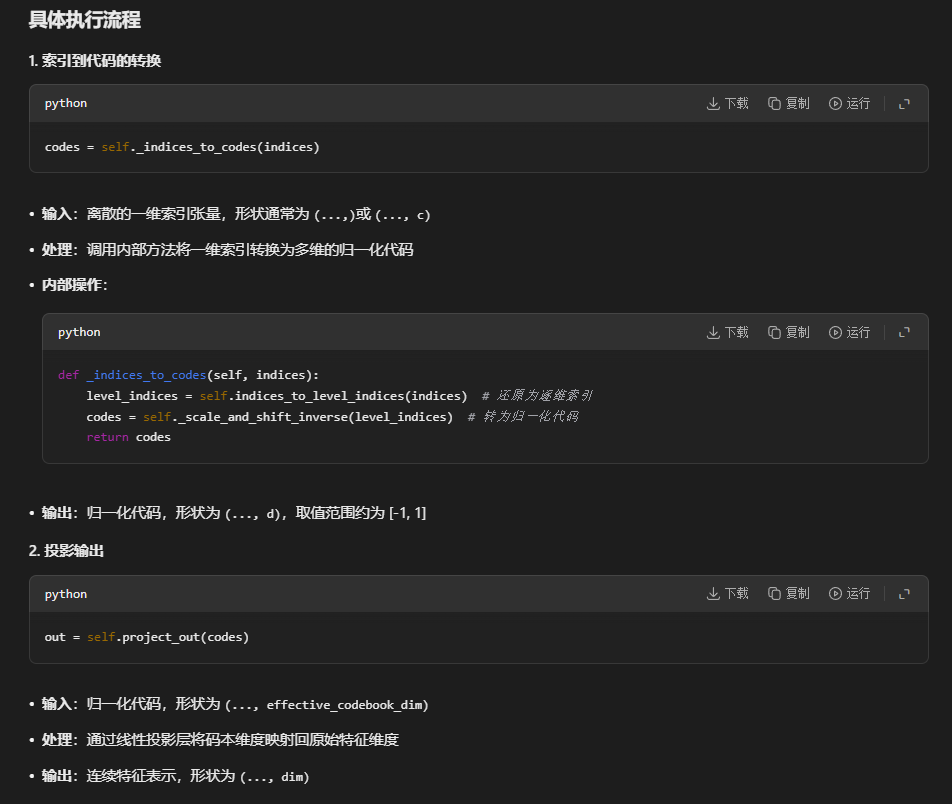 具体执行流程
1. 索引到代码的转换
python 下载 复制 运行
codes = self._indices_to_codes(indices)
• 输入：离散的一维索引张量，形状通常为 (...,)或 (..., c)
• 处理：调用内部方法将一维索引转换为多维的归一化代码
• 内部操作：
python 下载 复制 运行
def _indices_to_codes(self, indices):
    level_indices = self.indices_to_level_indices(indices)  # 还原为逐维索引
    codes = self._scale_and_shift_inverse(level_indices)  # 转为归一化代码
    return codes
• 输出：归一化代码，形状为 (..., d)，取值范围约为 [-1, 1]
2. 投影输出
python 下载 复制 运行
out = self.project_out(codes)
• 输入：归一化代码，形状为 (..., effective_codebook_dim)
• 处理：通过线性投影层将码本维度映射回原始特征维度
• 输出：连续特征表示，形状为 (..., dim)